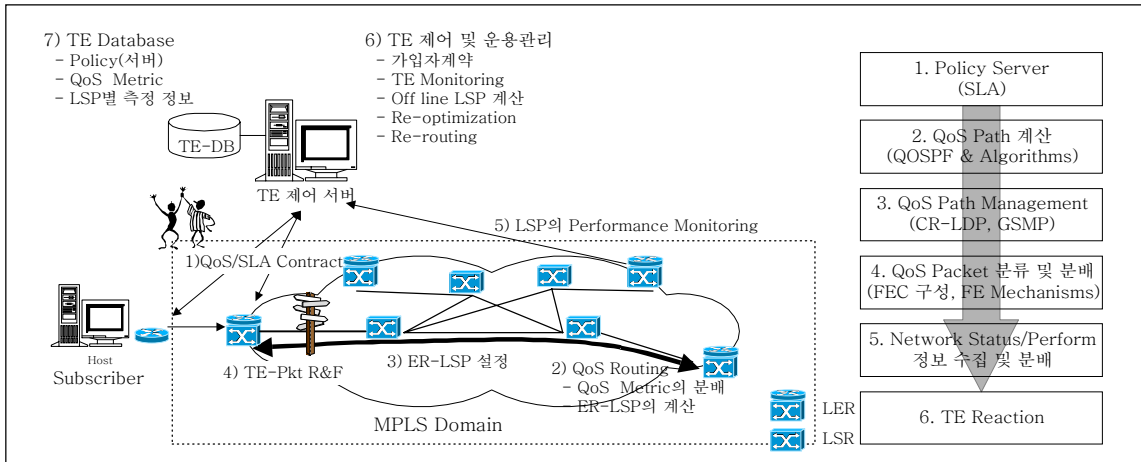 7) TE Database
- Policy(서버)
- QoS Metric
- LSP별 측정 정보
6) TE 제어 및 운용관리
- 가입자계약
- TE Monitoring
- Off line LSP 계산
- Re-optimization
- Re-routing
TE-DB
TE 제어 서버
5) LSP의 Performance Monitoring
1)QoS/SLA Contract
Host
Subscriber
4) TE-Pkt R&F
3) ER-LSP 설정
2) QoS Routing
- QoS Metric의 분배
- ER-LSP의 계산
MPLS Domain
LER
LSR
1. Policy Server
(SLA)
2. QoS Path 계산
(QOSPF & Algorithms)
3. QoS Path Management
(CR-LDP, GSMP)
4. QoS Packet 분류 및 분배
(FEC 구성, FE Mechanisms)
5. Network Status/Perform
정보 수집 및 분배
6. TE Reaction